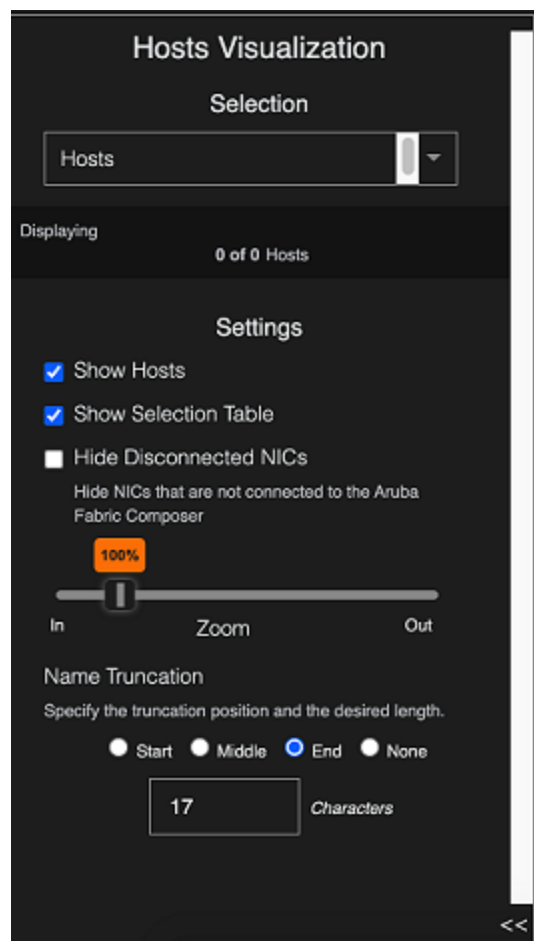 Hosts Visualization
Selection
Hosts
Displaying
0 of 0 Hosts
Settings
Show Hosts
Show Selection Table
Hide Disconnected NICs
Hide NICs that are not connected to the Aruba
Fabric Composer
100%
In Zoom Out
Name Truncation
Specify the truncation position and the desired length.
Start Middle End None
17 Characters
<<